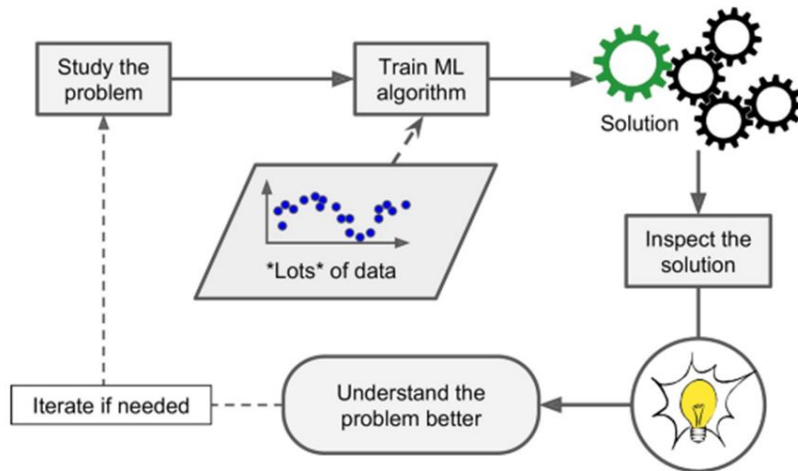 Study the
problem
Train ML
algorithm
Solution
*Lots* of data
Inspect the
solution
Understand the
problem better
Iterate if needed